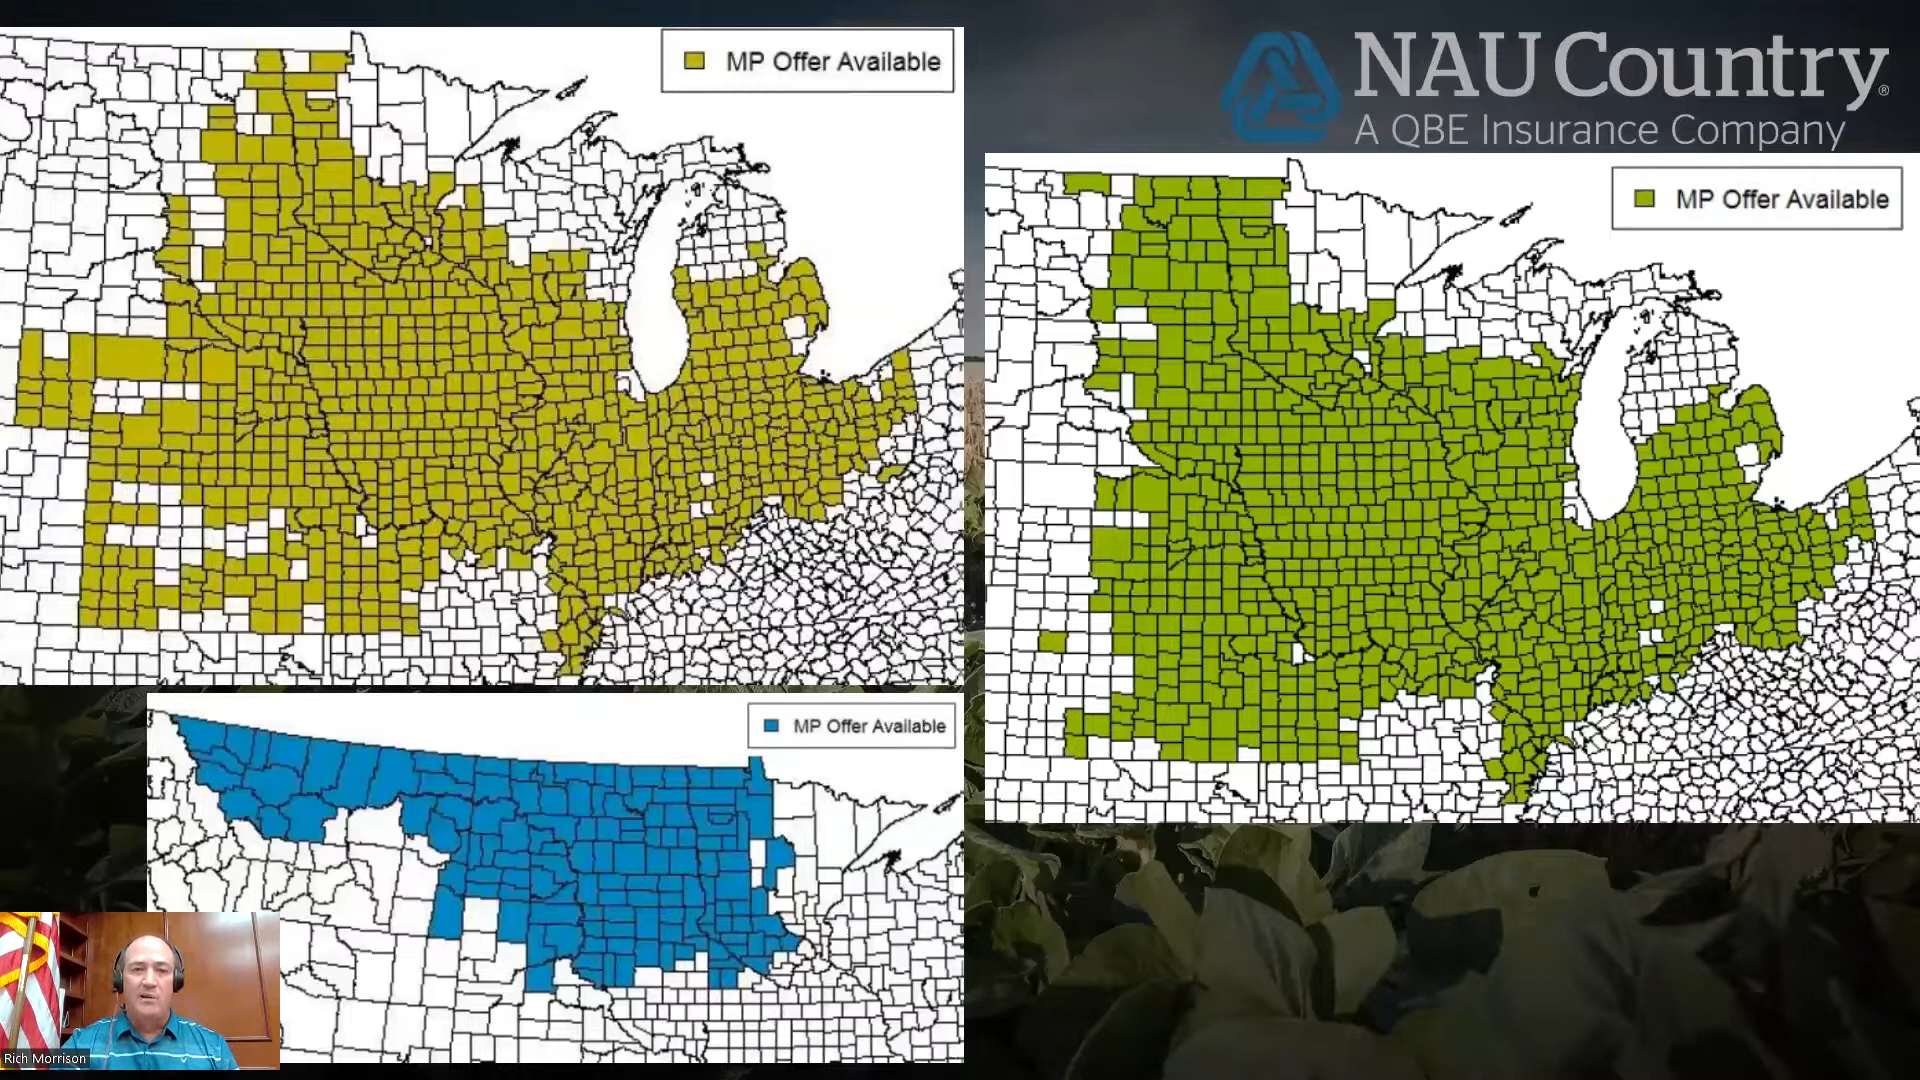 MP Offer Available
NAU Country®
A QBE Insurance Company
MP Offer Available
MP Offer Available
Rich Morrison